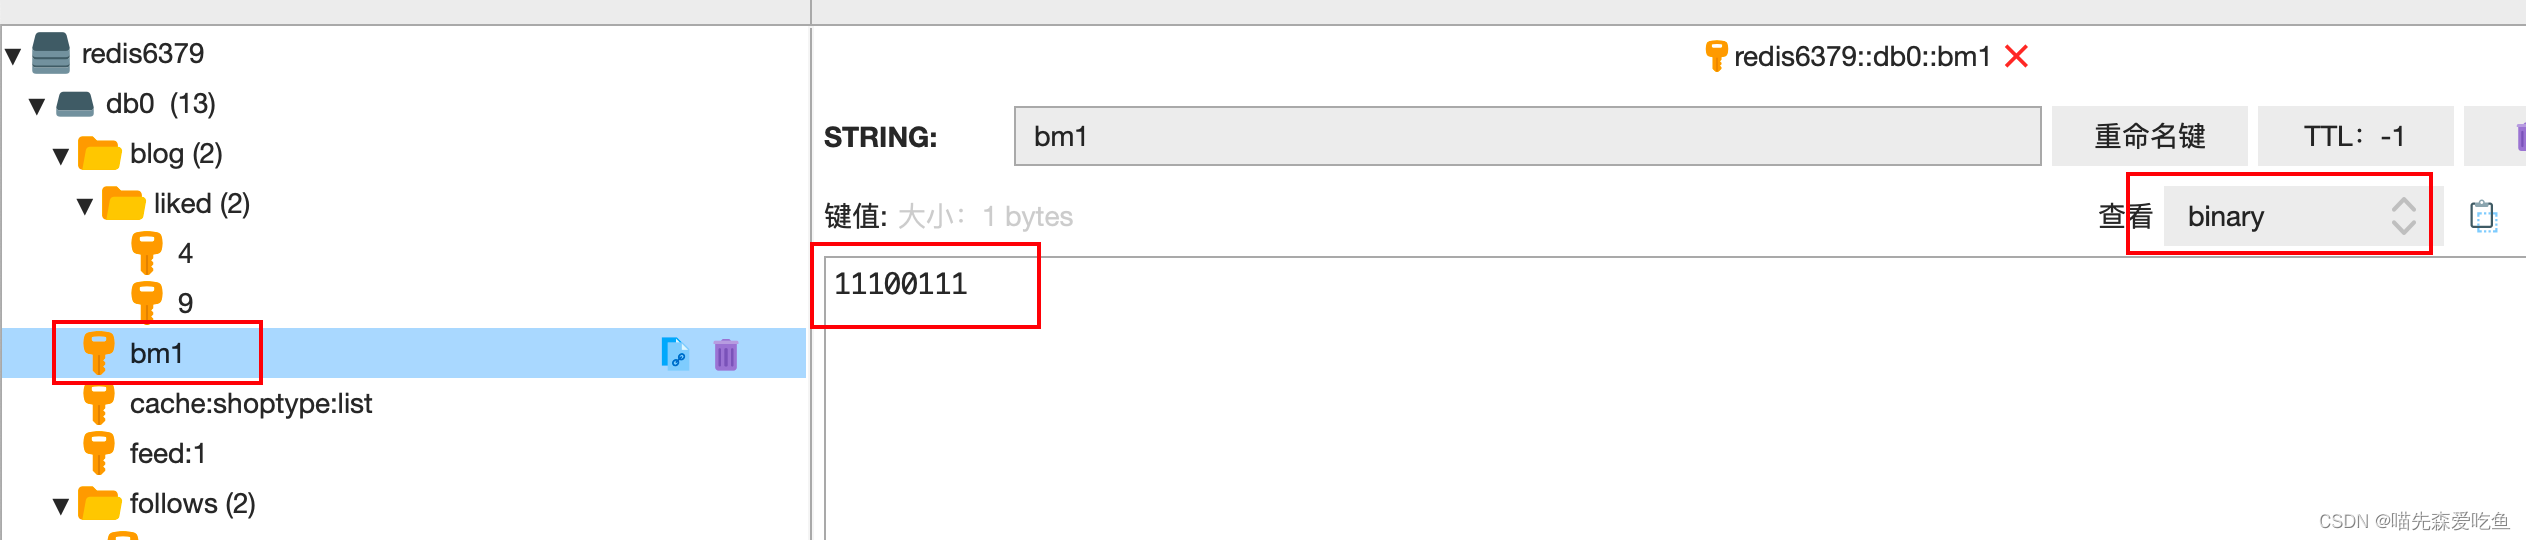 redis6379
db0 (13)
blog (2)
liked (2)
4
9
bm1
cache:shoptype:list
feed:1
follows (2)
redis6379::db0::bm1
STRING: bm1 重命名键 TTL：-1
键值: 大小：1 bytes 查看 binary
11100111
CSDN @喵先森爱吃鱼